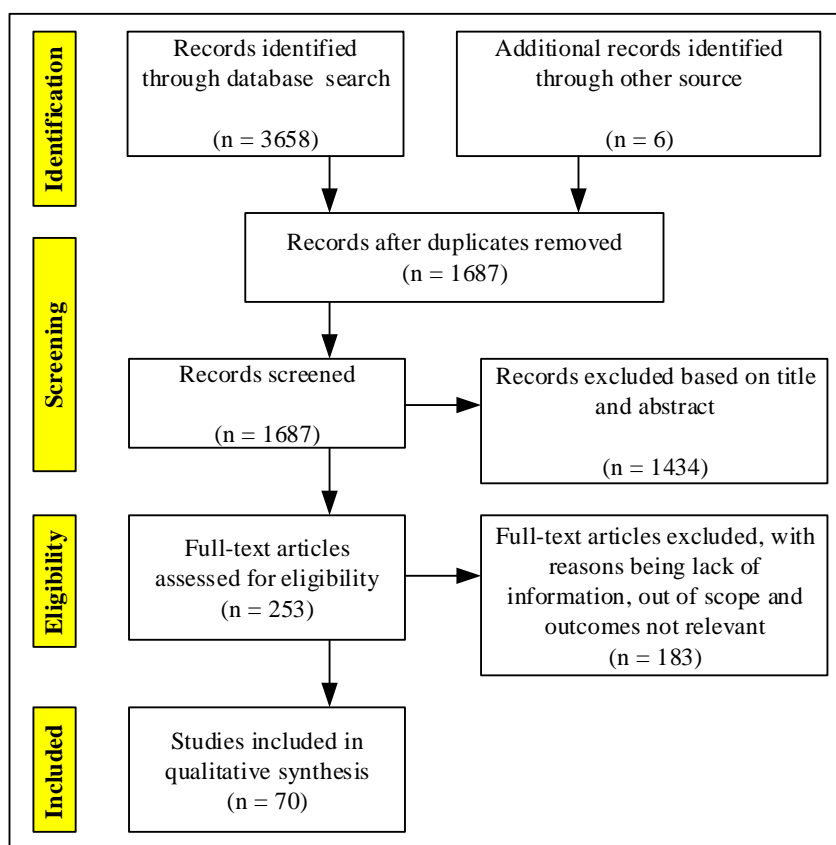 Identification
Records identified
through database search
(n = 3658)
Additional records identified
through other source
(n = 6)
Screening
Records after duplicates removed
(n = 1687)
Records screened
(n = 1687)
Records excluded based on title
and abstract
(n = 1434)
Eligibility
Full-text articles
assessed for eligibility
(n = 253)
Full-text articles excluded, with
reasons being lack of
information, out of scope and
outcomes not relevant
(n = 183)
Included
Studies included in
qualitative synthesis
(n = 70)